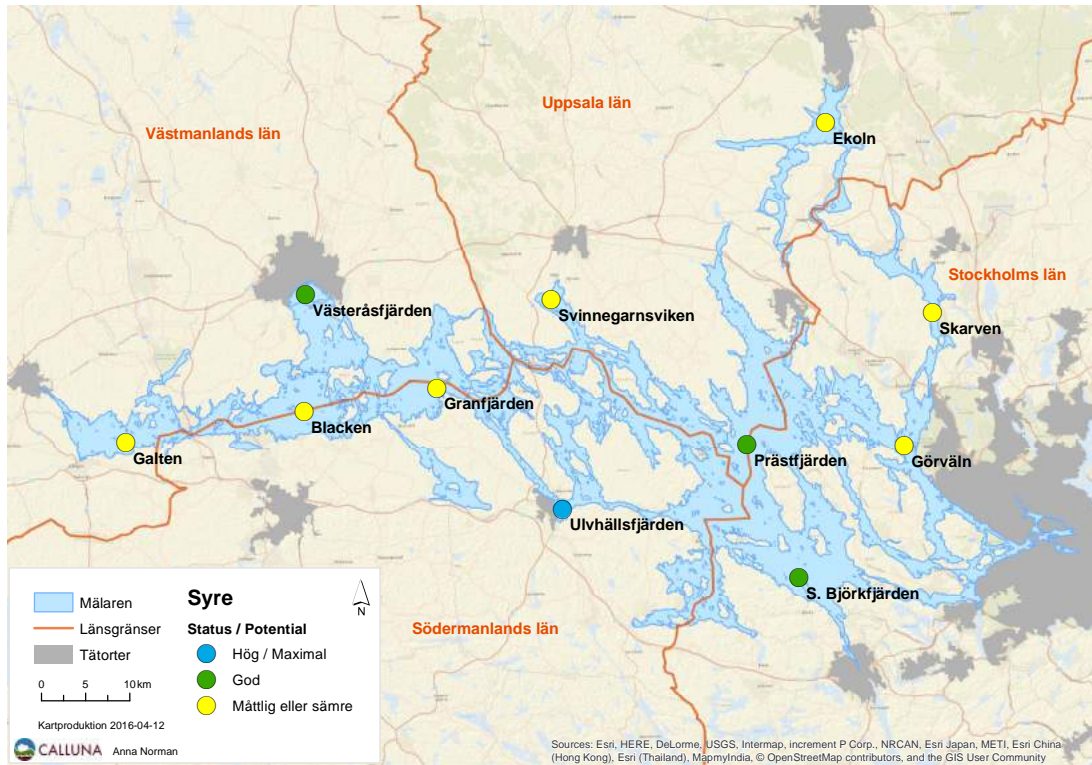 Uppsala län
Västmanlands län
Ekoln
Stockholms län
Västeråsfjärden
Svinnegarnsviken
Skarven
Granfjärden
Blacken
Galten
Prästfjärden
Görväln
Ulvhällsfjärden
S. Björkfjärden
Södermanlands län
Mälaren
Länsgränser
Tätorter
0 5 10 km
Syre
Status / Potential
Hög / Maximal
God
Måttlig eller sämre
N
Kartproduktion 2016-04-12
CALLUNA Anna Norman
Sources: Esri, HERE, DeLorme, USGS, Intermap, increment P Corp., NRCAN, Esri Japan, METI, Esri China
(Hong Kong), Esri (Thailand), MapmyIndia, © OpenStreetMap contributors, and the GIS User Community